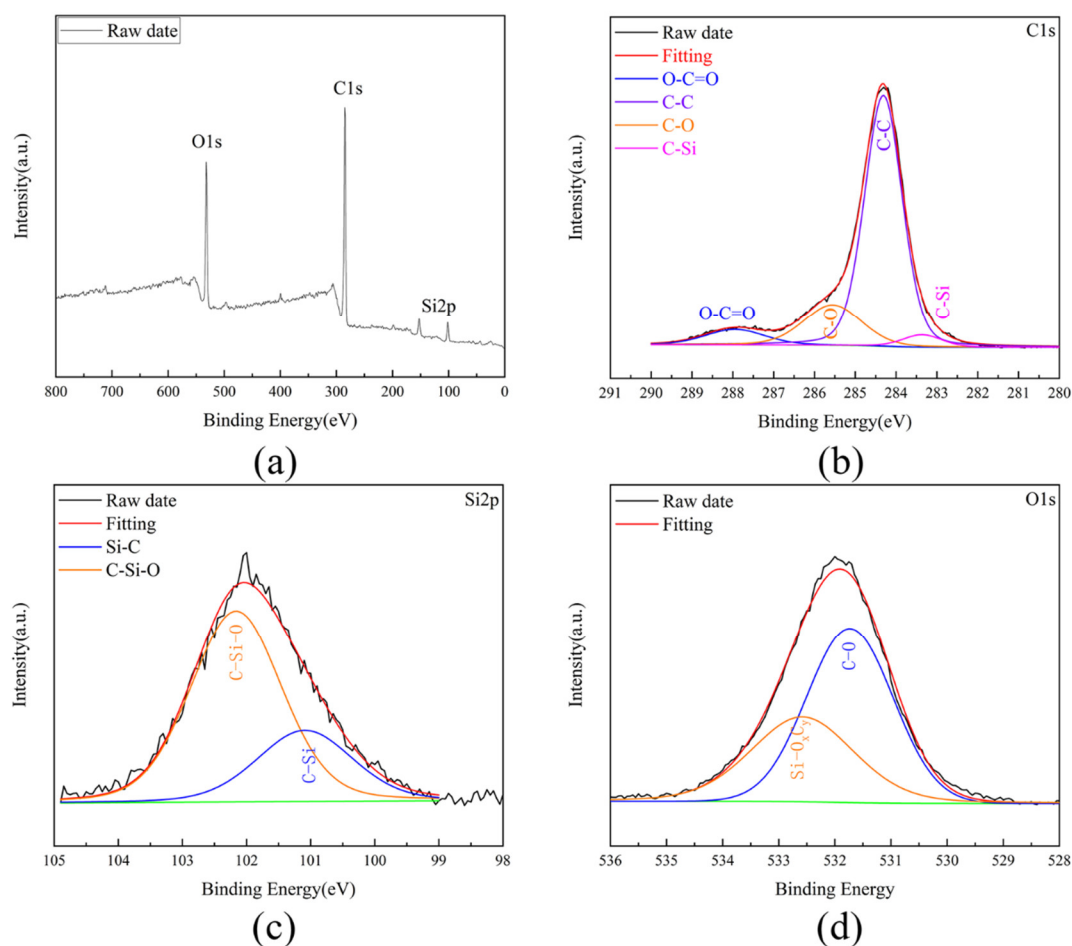 Raw date
C1s
O1s
Si2p
Intensity(a.u.)
800 700 600 500 400 300 200 100 0
Binding Energy(eV)
(a)
C1s
Raw date
Fitting
O-C=O
C-C
C-O
C-Si
C-C
O-C=O
C-O
C-Si
Intensity(a.u.)
291 290 289 288 287 286 285 284 283 282 281 280
Binding Energy(eV)
(b)
Si2p
Raw date
Fitting
Si-C
C-Si-O
C-Si-O
C-Si
Intensity(a.u.)
105 104 103 102 101 100 99 98
Binding Energy(eV)
(c)
O1s
Raw date
Fitting
C-O
Si-OxCy
Intensity(a.u.)
536 535 534 533 532 531 530 529 528
Binding Energy
(d)